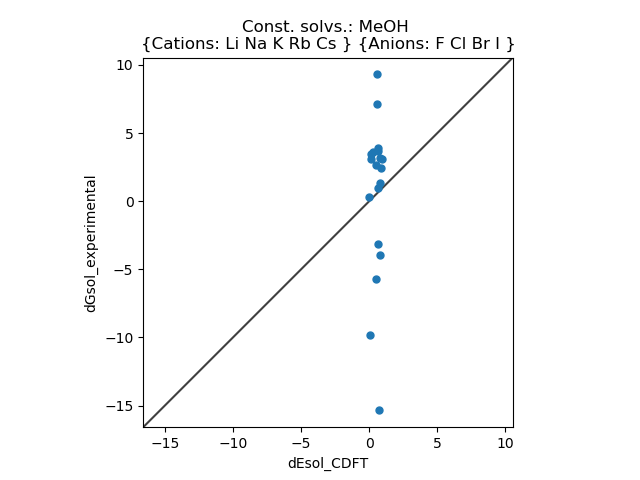 Const. solvs.: MeOH
{Cations: Li Na K Rb Cs } {Anions: F Cl Br I }
10
5
0
−5
−10
−15
dGsol_experimental
−15 −10 −5 0 5 10
dEsol_CDFT